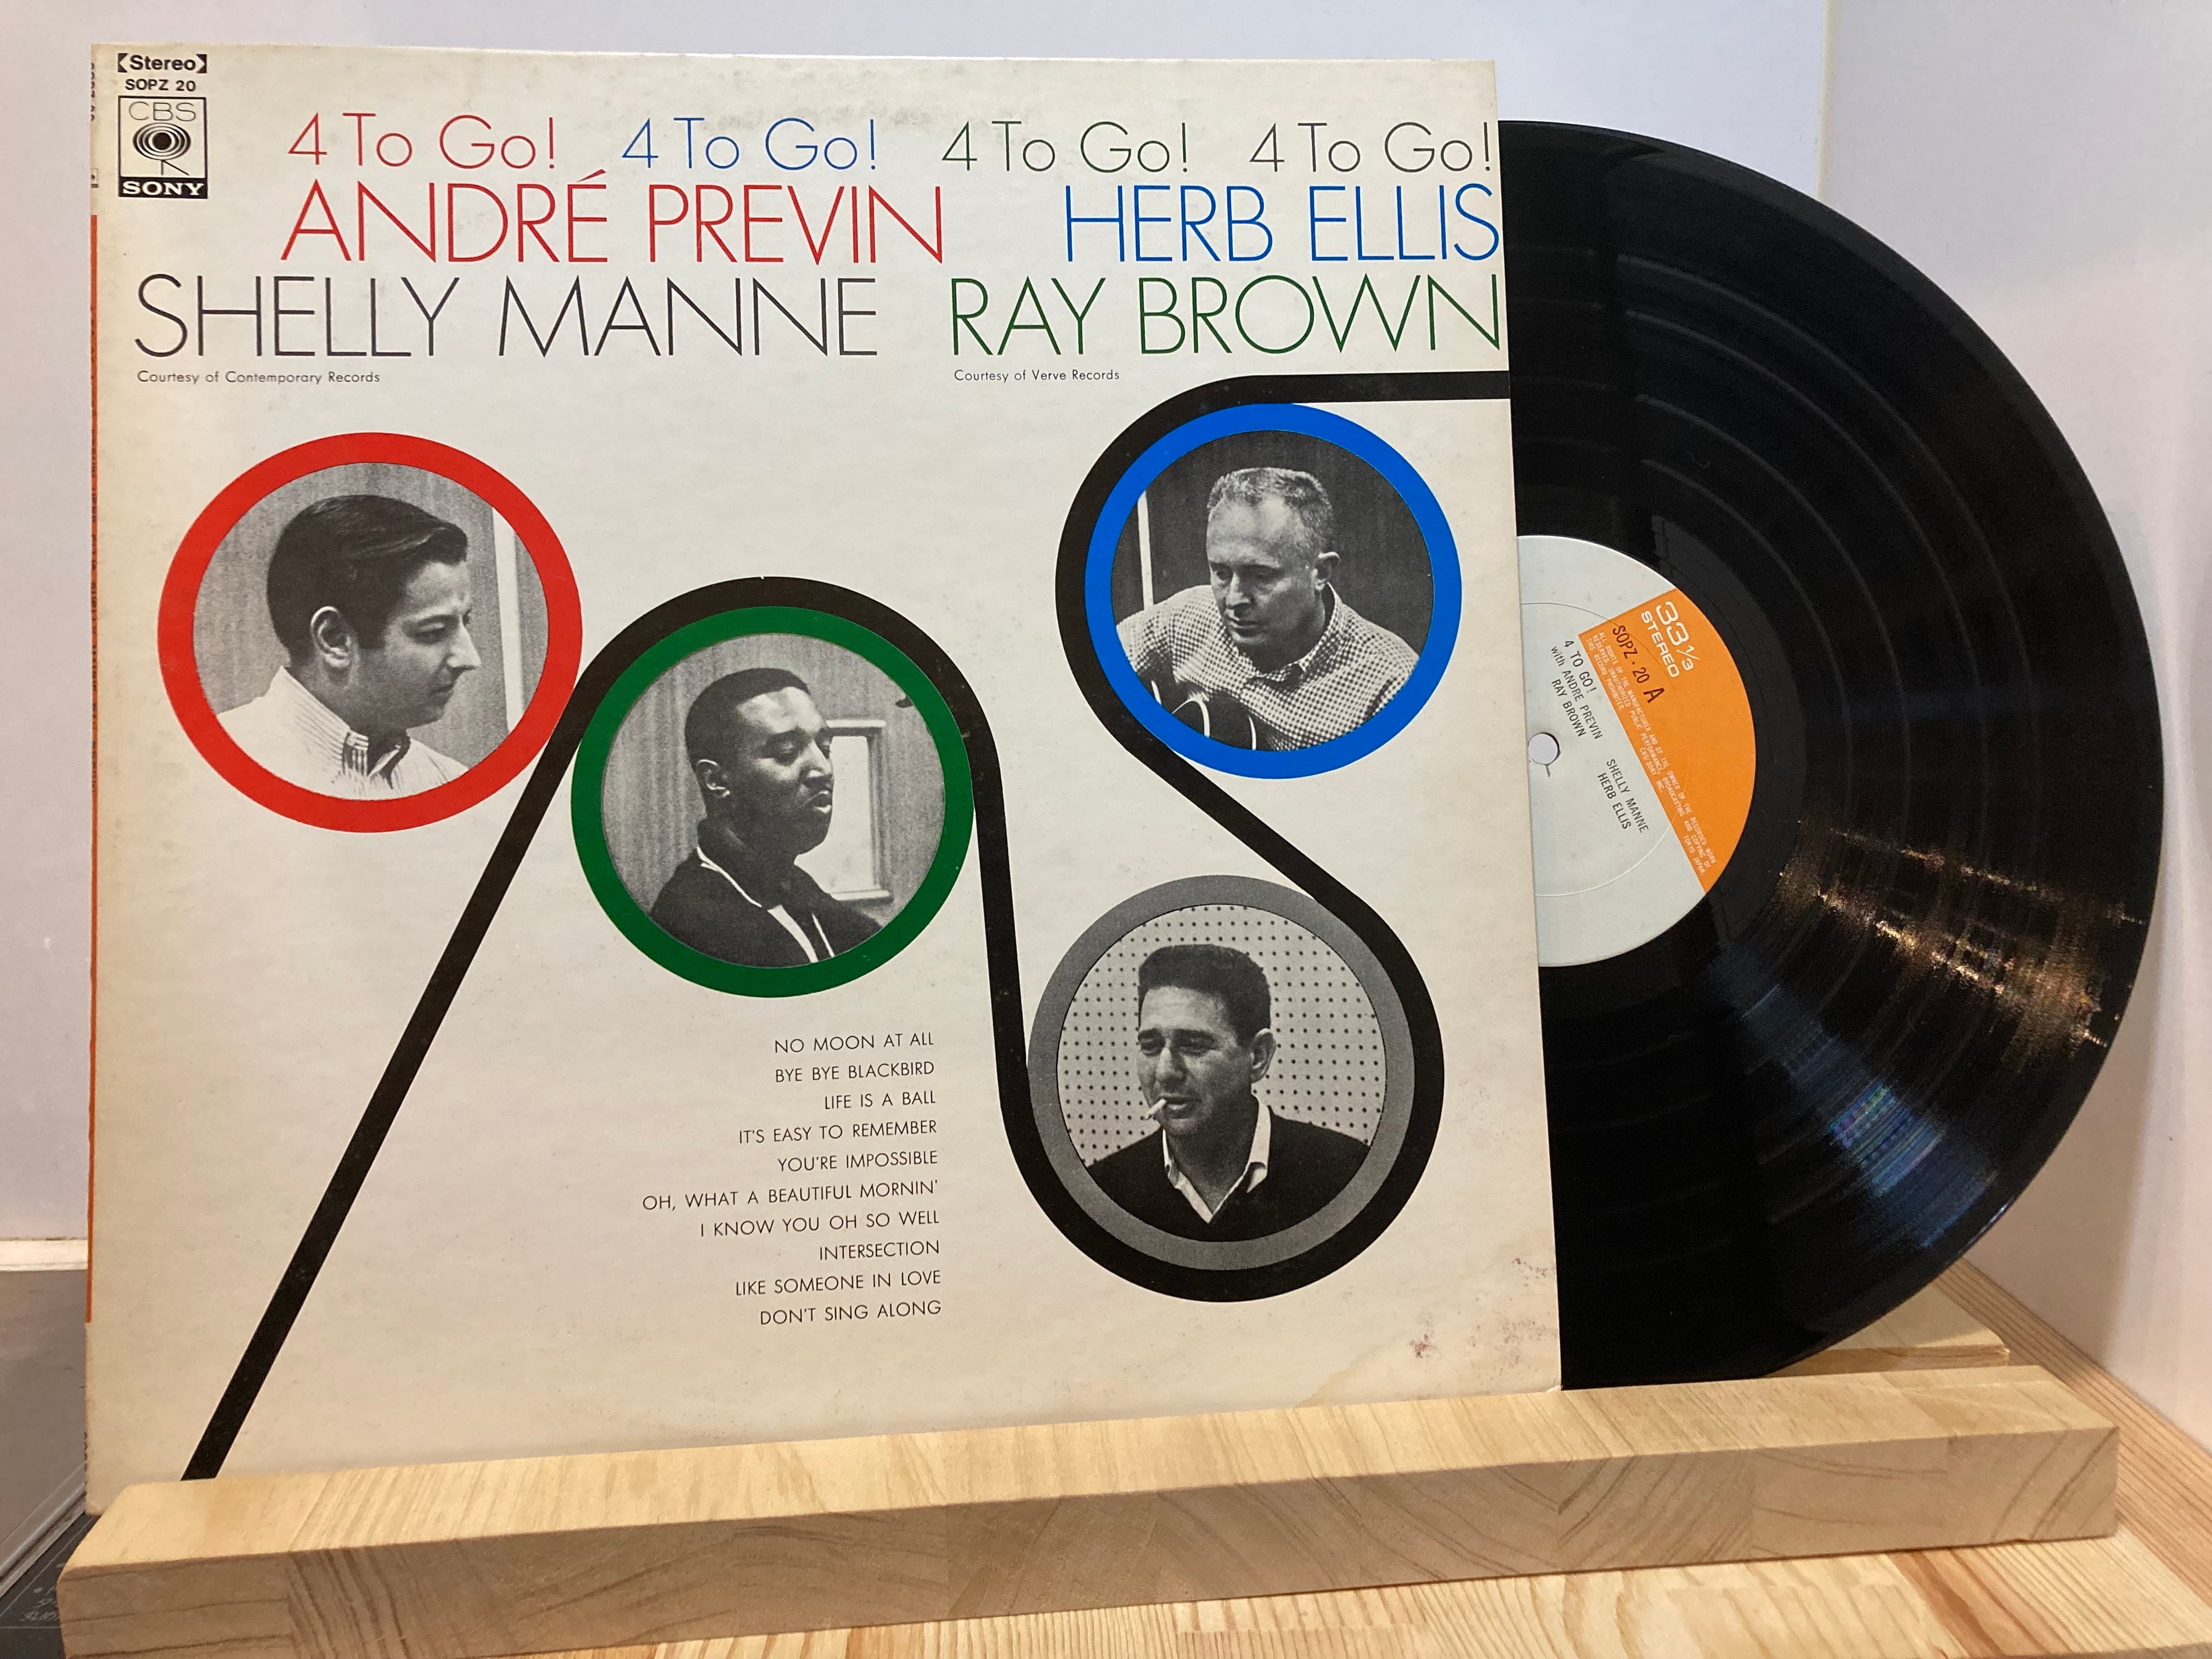 【Stereo】
SOPZ 20
CBS
SONY
4 To Go! 4 To Go! 4 To Go! 4 To Go!
ANDRÉ PREVIN HERB ELLIS
SHELLY MANNE RAY BROWN
Courtesy of Contemporary Records Courtesy of Verve Records
NO MOON AT ALL
BYE BYE BLACKBIRD
LIFE IS A BALL
IT'S EASY TO REMEMBER
YOU'RE IMPOSSIBLE
OH, WHAT A BEAUTIFUL MORNIN'
I KNOW YOU OH SO WELL
INTERSECTION
LIKE SOMEONE IN LOVE
DON'T SING ALONG
33 1/3
STEREO
SOPZ・20 A
4 TO GO!
with ANDRE PREVIN SHELLY MANNE
RAY BROWN HERB ELLIS